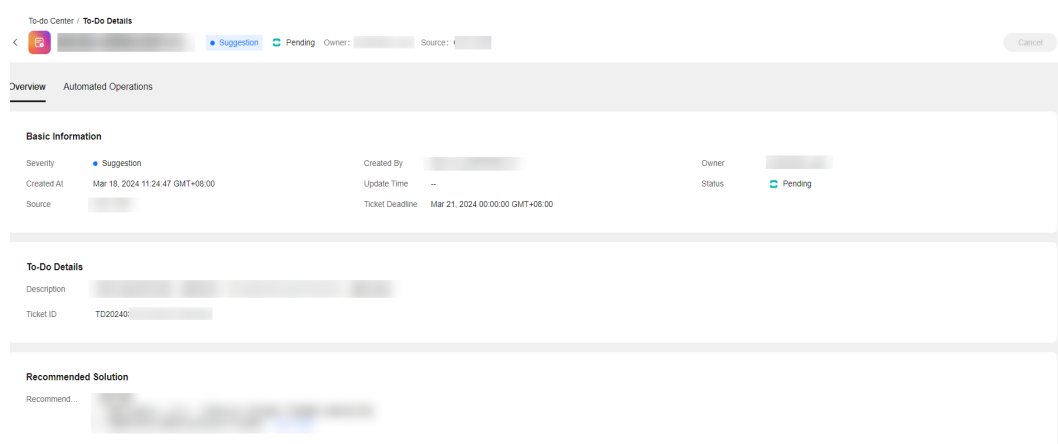 To-do Center / To-Do Details
Suggestion Pending Owner: Source:
Cancel
Overview Automated Operations
Basic Information
Severity Suggestion Created By Owner
Created At Mar 18, 2024 11:24:47 GMT+08:00 Update Time -- Status Pending
Source Ticket Deadline Mar 21, 2024 00:00:00 GMT+08:00
To-Do Details
Description
Ticket ID TD20240
Recommended Solution
Recommend...